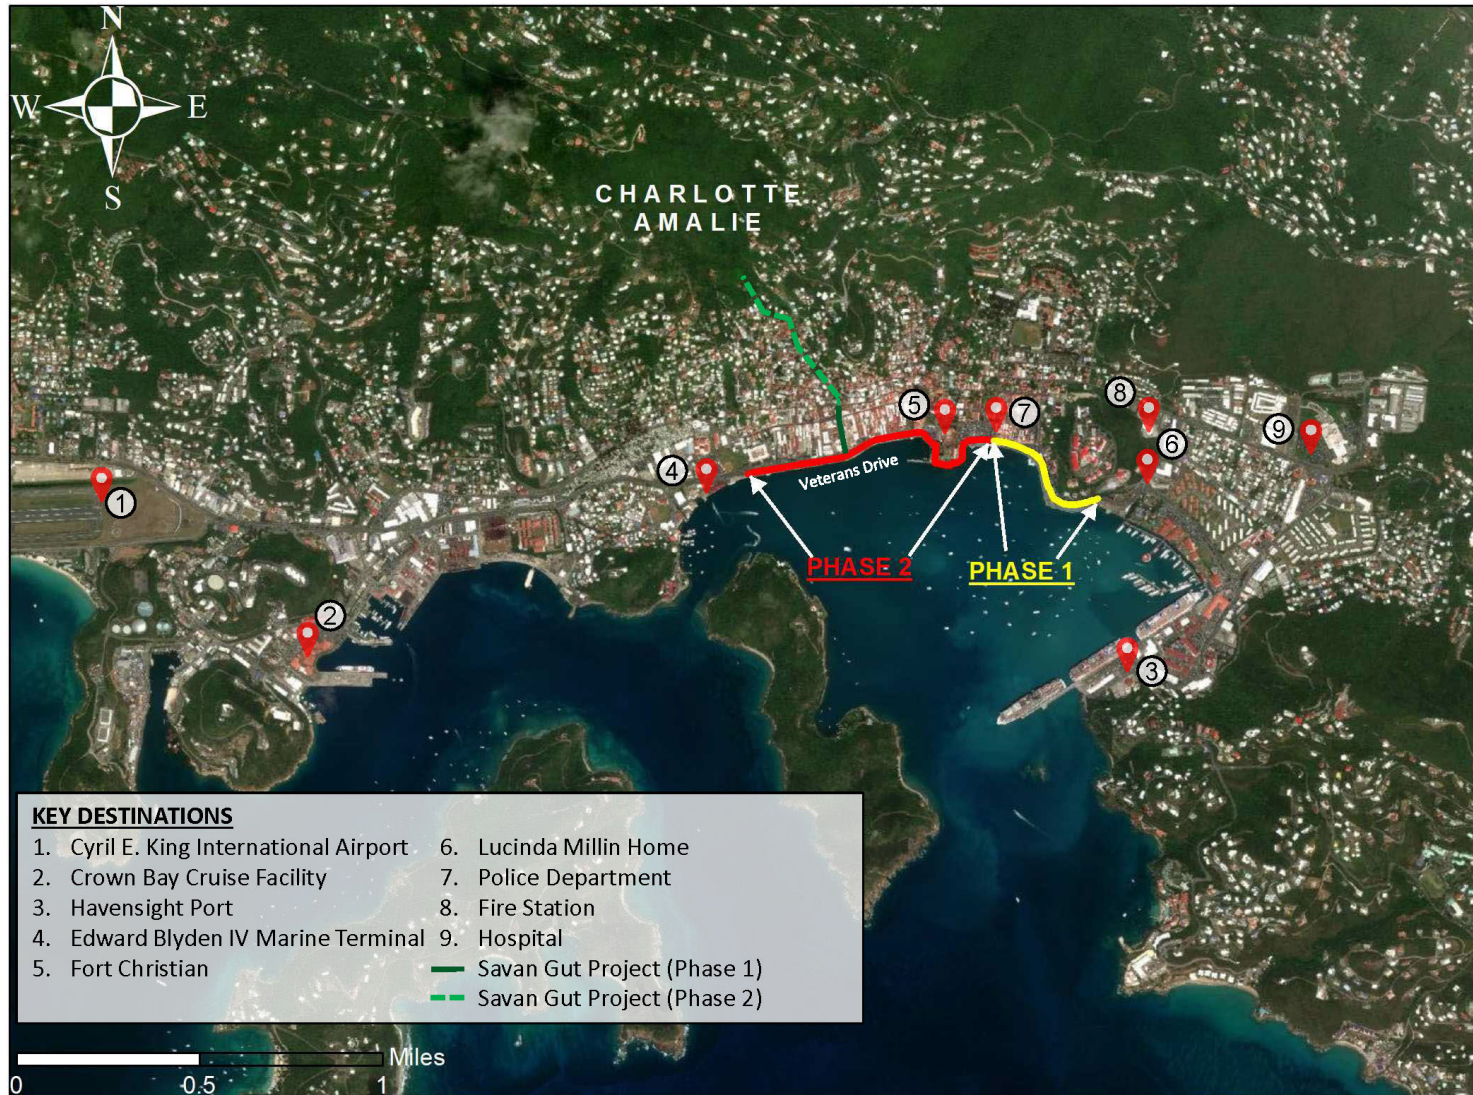 N
W E
S
CHARLOTTE
AMALIE
8
5
7
9
6
4
Veterans Drive
1
PHASE 2
PHASE 1
2
3
KEY DESTINATIONS
1. Cyril E. King International Airport
2. Crown Bay Cruise Facility
3. Havensight Port
4. Edward Blyden IV Marine Terminal
5. Fort Christian
6. Lucinda Millin Home
7. Police Department
8. Fire Station
9. Hospital
Savan Gut Project (Phase 1)
Savan Gut Project (Phase 2)
Miles
0 0.5 1